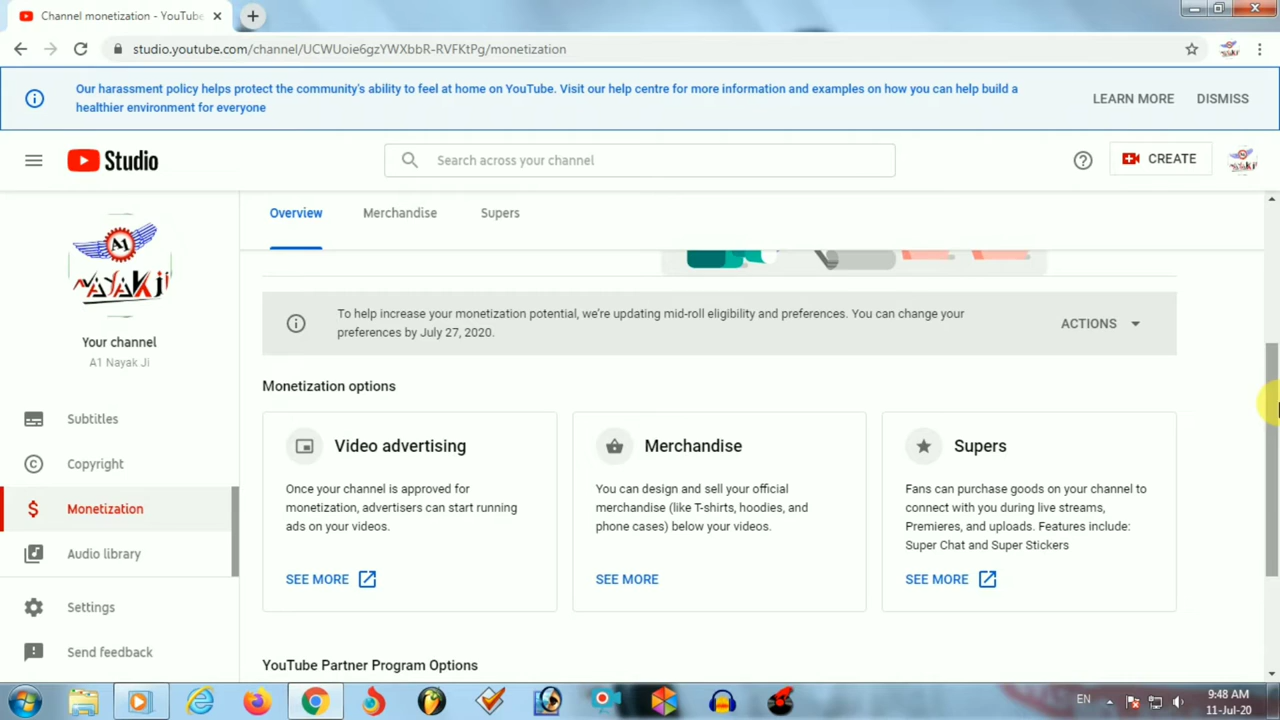 Channel monetization - YouTube
studio.youtube.com/channel/UCWUoie6gzYWXbbR-RVFKtPg/monetization
Our harassment policy helps protect the community's ability to feel at home on YouTube. Visit our help centre for more information and examples on how you can help build a
healthier environment for everyone
LEARN MORE
DISMISS
Studio
Search across your channel
CREATE
A1
NAYAK JI
Your channel
A1 Nayak Ji
Subtitles
Copyright
Monetization
Audio library
Settings
Send feedback
Overview
Merchandise
Supers
To help increase your monetization potential, we're updating mid-roll eligibility and preferences. You can change your
preferences by July 27, 2020.
ACTIONS
Monetization options
Video advertising
Once your channel is approved for
monetization, advertisers can start running
ads on your videos.
SEE MORE
Merchandise
You can design and sell your official
merchandise (like T-shirts, hoodies, and
phone cases) below your videos.
SEE MORE
Supers
Fans can purchase goods on your channel to
connect with you during live streams,
Premieres, and uploads. Features include:
Super Chat and Super Stickers
SEE MORE
YouTube Partner Program Options
EN
9:48 AM
11-Jul-20